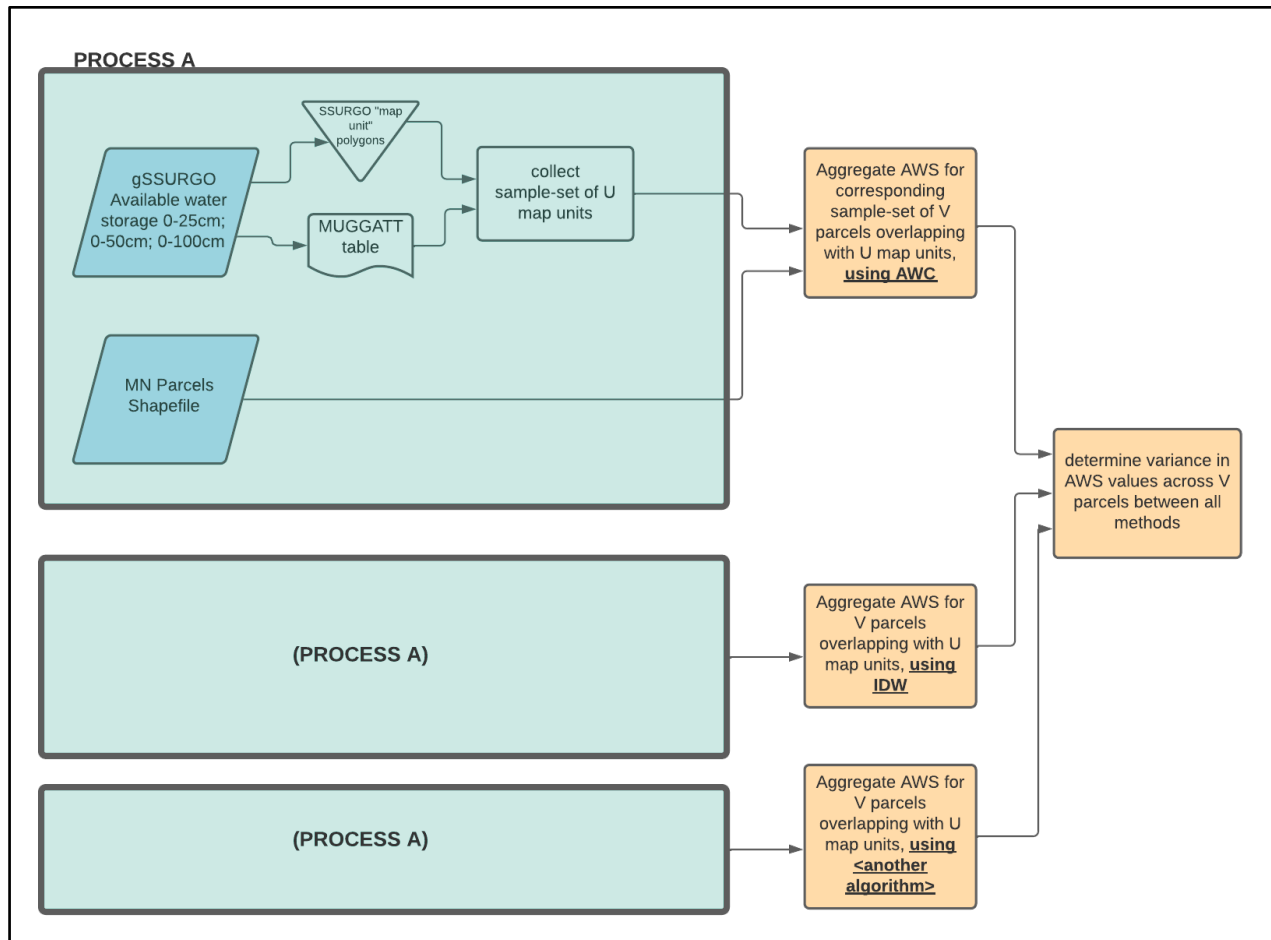 PROCESS A
SSURGO "map
unit"
polygons
gSSURGO
Available water
storage 0-25cm;
0-50cm; 0-100cm
MUGGATT
table
collect
sample-set of U
map units
MN Parcels
Shapefile
Aggregate AWS for
corresponding
sample-set of V
parcels overlapping
with U map units,
using AWC
determine variance in
AWS values across V
parcels between all
methods
(PROCESS A)
Aggregate AWS for
V parcels
overlapping with U
map units, using
IDW
(PROCESS A)
Aggregate AWS for
V parcels
overlapping with U
map units, using
<another
algorithm>